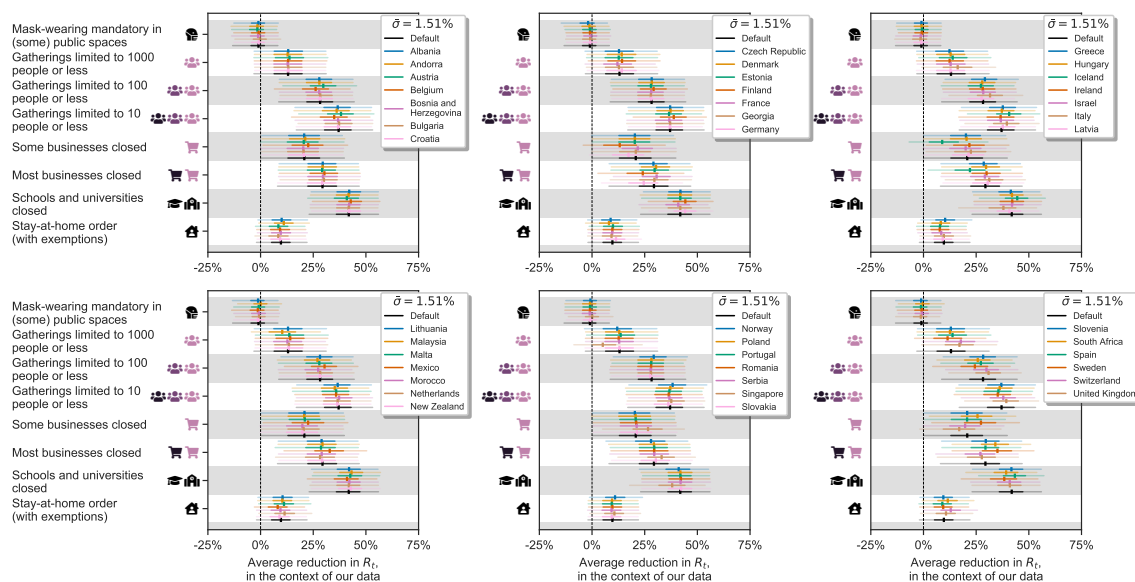 σ̄ = 1.51%
Default
Albania
Andorra
Austria
Belgium
Bosnia and
Herzegovina
Bulgaria
Croatia
Mask-wearing mandatory in
(some) public spaces
Gatherings limited to 1000
people or less
Gatherings limited to 100
people or less
Gatherings limited to 10
people or less
Some businesses closed
Most businesses closed
Schools and universities
closed
Stay-at-home order
(with exemptions)
-25% 0% 25% 50% 75%
σ̄ = 1.51%
Default
Czech Republic
Denmark
Estonia
Finland
France
Georgia
Germany
-25% 0% 25% 50% 75%
σ̄ = 1.51%
Default
Greece
Hungary
Iceland
Ireland
Israel
Italy
Latvia
-25% 0% 25% 50% 75%
σ̄ = 1.51%
Default
Lithuania
Malaysia
Malta
Mexico
Morocco
Netherlands
New Zealand
Mask-wearing mandatory in
(some) public spaces
Gatherings limited to 1000
people or less
Gatherings limited to 100
people or less
Gatherings limited to 10
people or less
Some businesses closed
Most businesses closed
Schools and universities
closed
Stay-at-home order
(with exemptions)
-25% 0% 25% 50% 75%
Average reduction in Rt,
in the context of our data
σ̄ = 1.51%
Default
Norway
Poland
Portugal
Romania
Serbia
Singapore
Slovakia
-25% 0% 25% 50% 75%
Average reduction in Rt,
in the context of our data
σ̄ = 1.51%
Default
Slovenia
South Africa
Spain
Sweden
Switzerland
United Kingdom
-25% 0% 25% 50% 75%
Average reduction in Rt,
in the context of our data